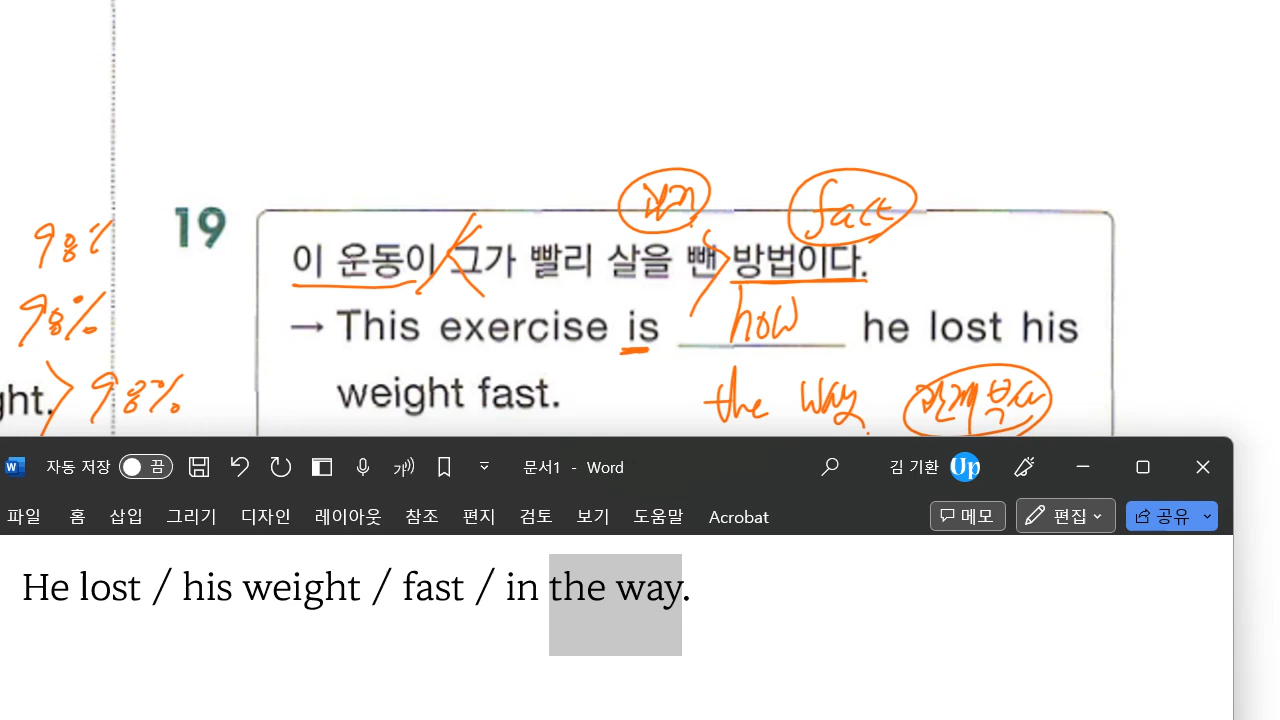 과거
fact
98%
19
이 운동이 그가 빨리 살을 뺀 방법이다.
98%
→ This exercise is how he lost his
ght.
98%
weight fast.
the way.
관계부사
자동 저장 끔 가)) 문서1 - Word 김 기환 Up
파일 홈 삽입 그리기 디자인 레이아웃 참조 편지 검토 보기 도움말 Acrobat 메모 편집 공유
He lost / his weight / fast / in the way.